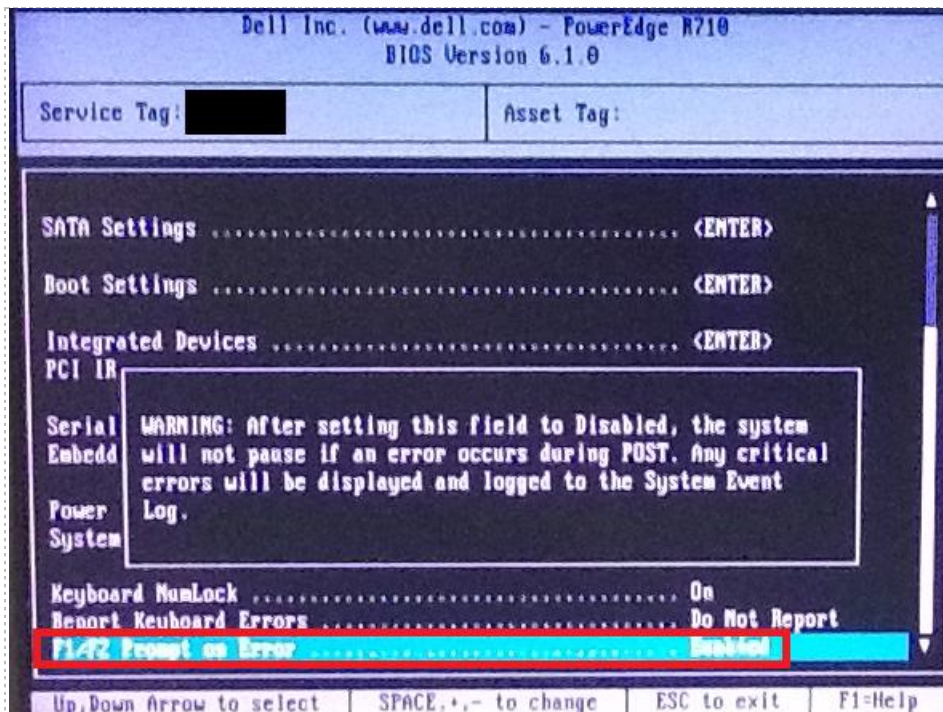 Dell Inc. (www.dell.com) - PowerEdge R710
BIOS Version 6.1.0
Service Tag: Asset Tag:
SATA Settings ........................................ <ENTER>
Boot Settings ........................................ <ENTER>
Integrated Devices ................................... <ENTER>
PCI IR
Serial
Embedd
Power
System
WARNING: After setting this field to Disabled, the system
will not pause if an error occurs during POST. Any critical
errors will be displayed and logged to the System Event
Log.
Keyboard NumLock ..................................... On
Report Keyboard Errors ............................... Do Not Report
F1/F2 Prompt on Error ................................ Enabled
Up,Down Arrow to select SPACE,+,- to change ESC to exit F1=Help